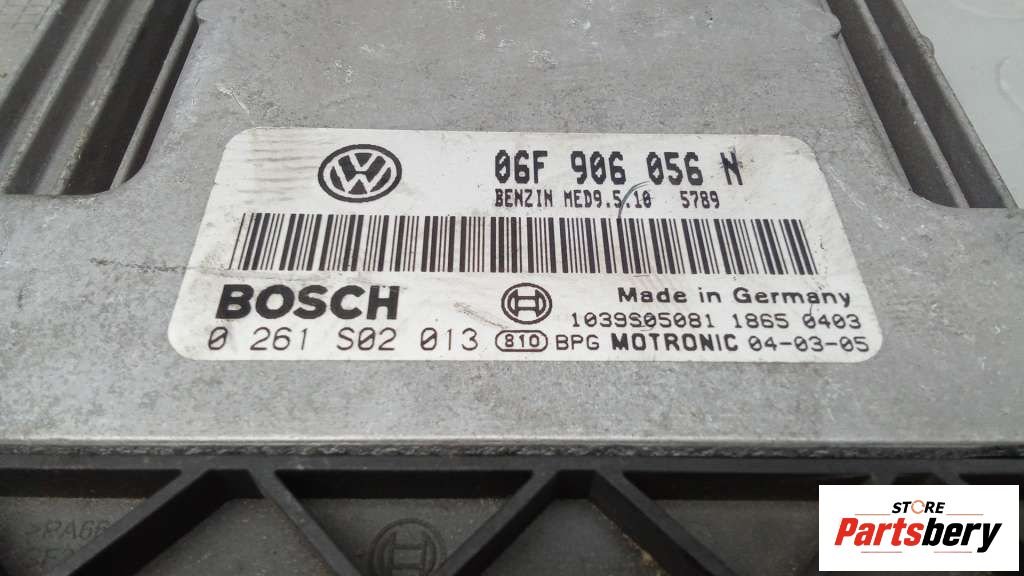 VW
06F 906 056 N
BENZIN MED9.5.10 5789
BOSCH
Made in Germany
1039S05081 1865 0403
0 261 S02 013 810 BPG MOTRONIC 04-03-05
STORE
Partsbery